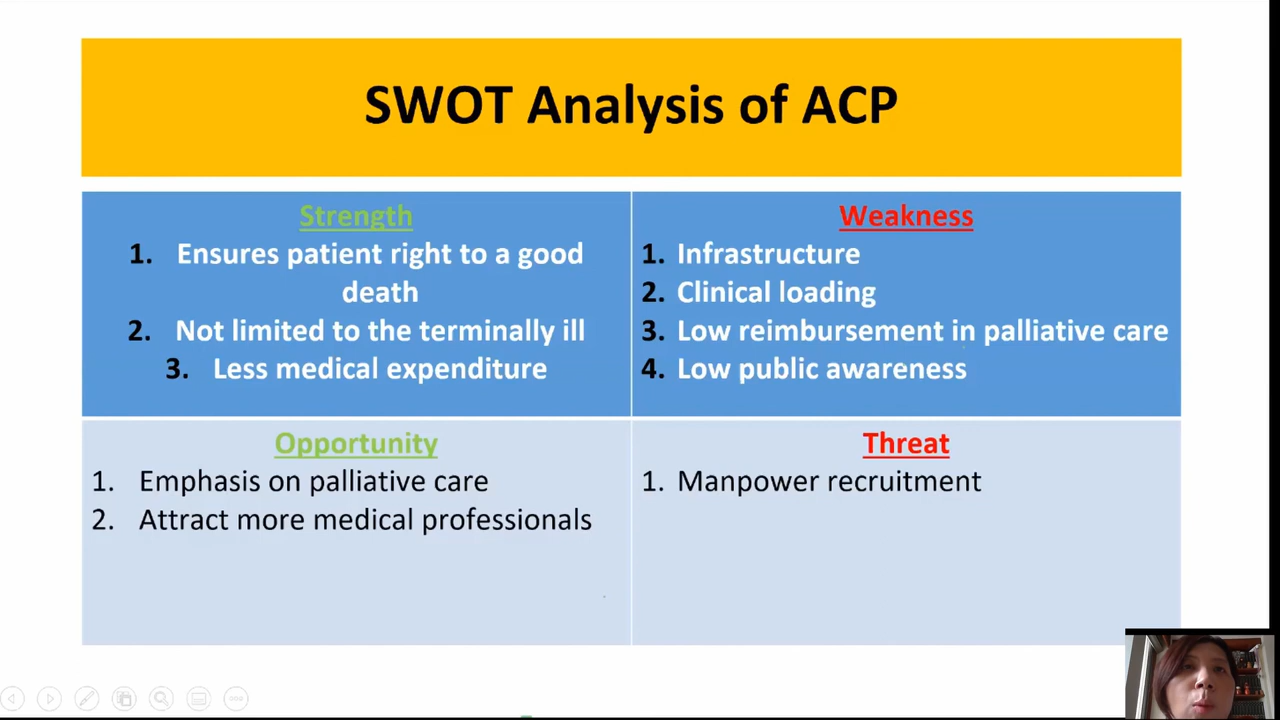 SWOT Analysis of ACP
Strength
1. Ensures patient right to a good
death
2. Not limited to the terminally ill
3. Less medical expenditure
Weakness
1. Infrastructure
2. Clinical loading
3. Low reimbursement in palliative care
4. Low public awareness
Opportunity
1. Emphasis on palliative care
2. Attract more medical professionals
Threat
1. Manpower recruitment